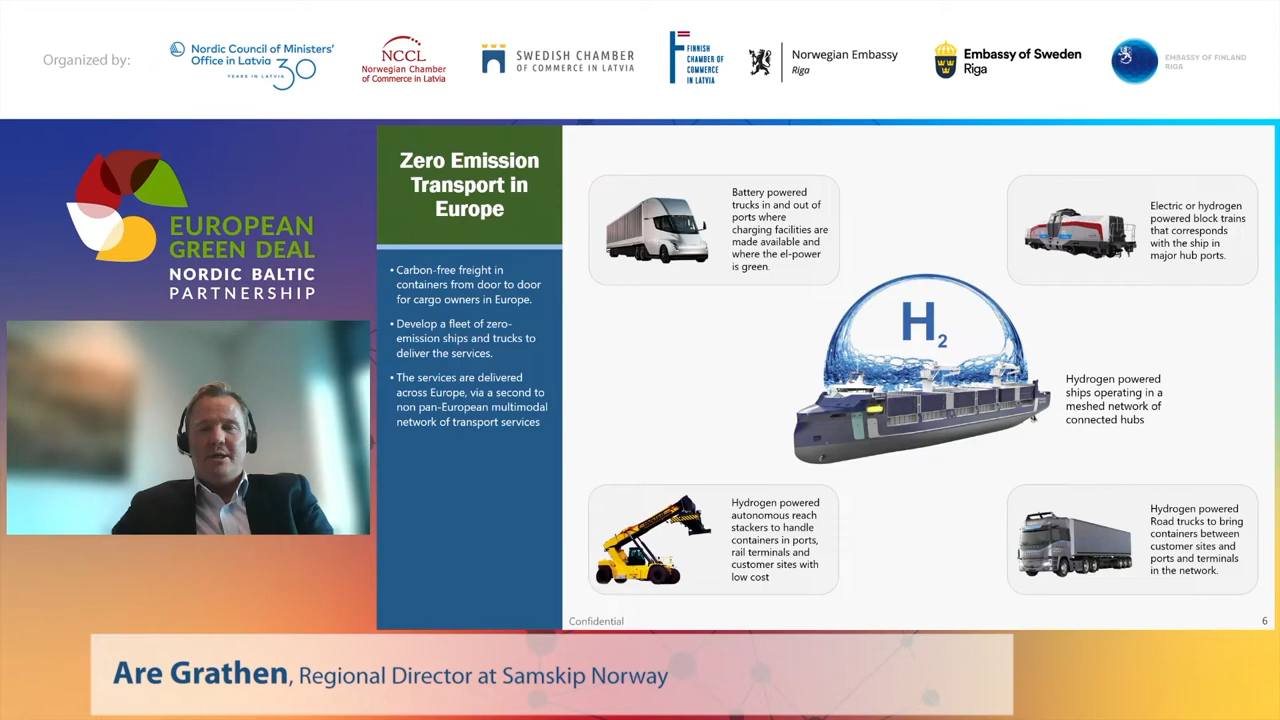 Organized by:
Nordic Council of Ministers'
Office in Latvia
YEARS IN LATVIA 30
NCCL
Norwegian Chamber
of Commerce in Latvia
SWEDISH CHAMBER
OF COMMERCE IN LATVIA
FINNISH
CHAMBER OF
COMMERCE
IN LATVIA
Norwegian Embassy
Riga
Embassy of Sweden
Riga
EMBASSY OF FINLAND
RIGA
EUROPEAN
GREEN DEAL
NORDIC BALTIC
PARTNERSHIP
Zero Emission
Transport in
Europe
• Carbon-free freight in
containers from door to door
for cargo owners in Europe.
• Develop a fleet of zero-
emission ships and trucks to
deliver the services.
• The services are delivered
across Europe, via a second to
non pan-European multimodal
network of transport services
Battery powered
trucks in and out of
ports where
charging facilities are
made available and
where the el-power
is green.
Electric or hydrogen
powered block trains
that corresponds
with the ship in
major hub ports.
H2
Hydrogen powered
ships operating in a
meshed network of
connected hubs
Hydrogen powered
autonomous reach
stackers to handle
containers in ports,
rail terminals and
customer sites with
low cost
Hydrogen powered
Road trucks to bring
containers between
customer sites and
ports and terminals
in the network.
Confidential
6
Are Grathen, Regional Director at Samskip Norway